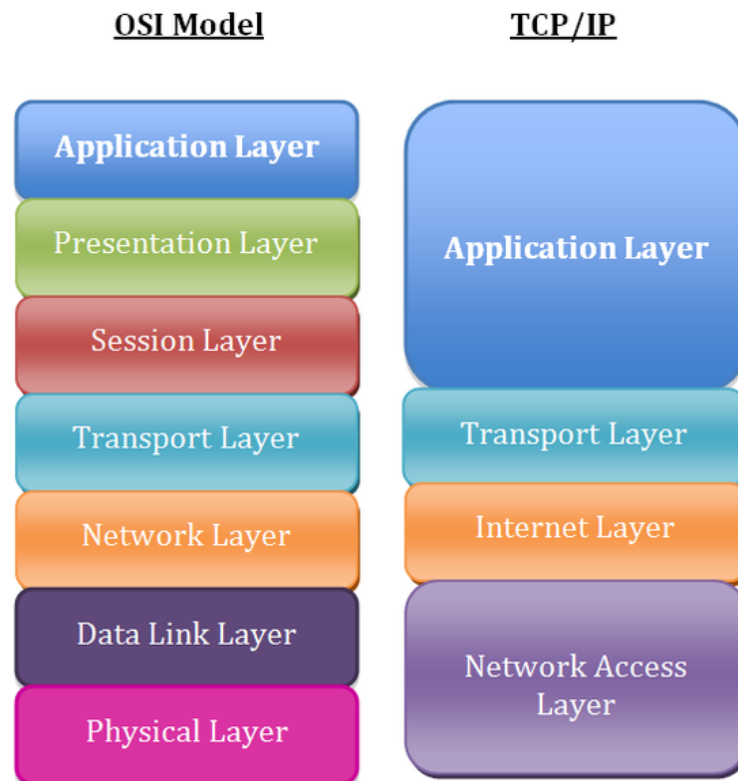 OSI Model
TCP/IP
Application Layer
Presentation Layer
Session Layer
Transport Layer
Network Layer
Data Link Layer
Physical Layer
Application Layer
Transport Layer
Internet Layer
Network Access
Layer